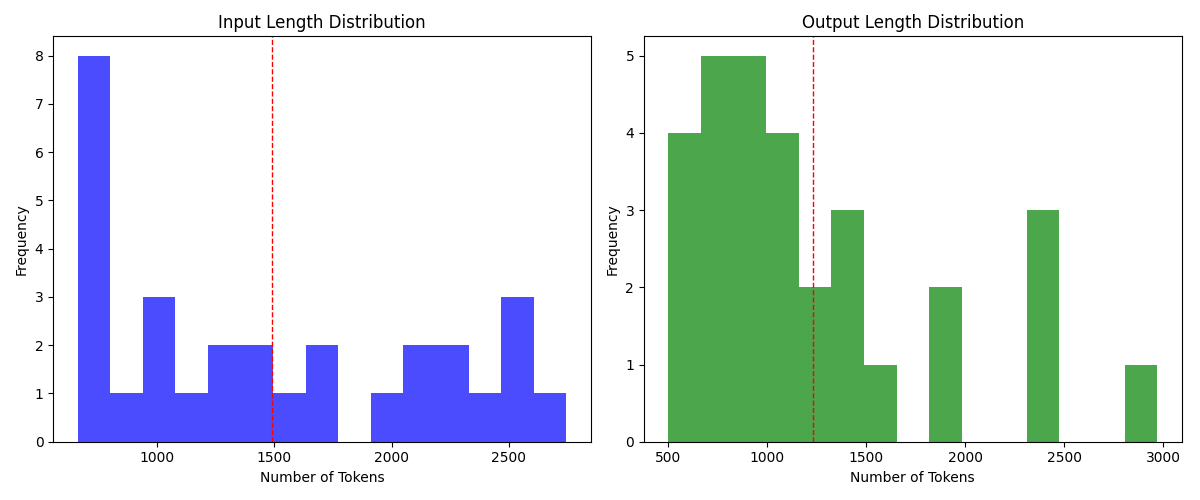 Input Length Distribution
8
7
6
5
4
3
2
1
0
Frequency
1000 1500 2000 2500
Number of Tokens
Output Length Distribution
5
4
3
2
1
0
Frequency
500 1000 1500 2000 2500 3000
Number of Tokens